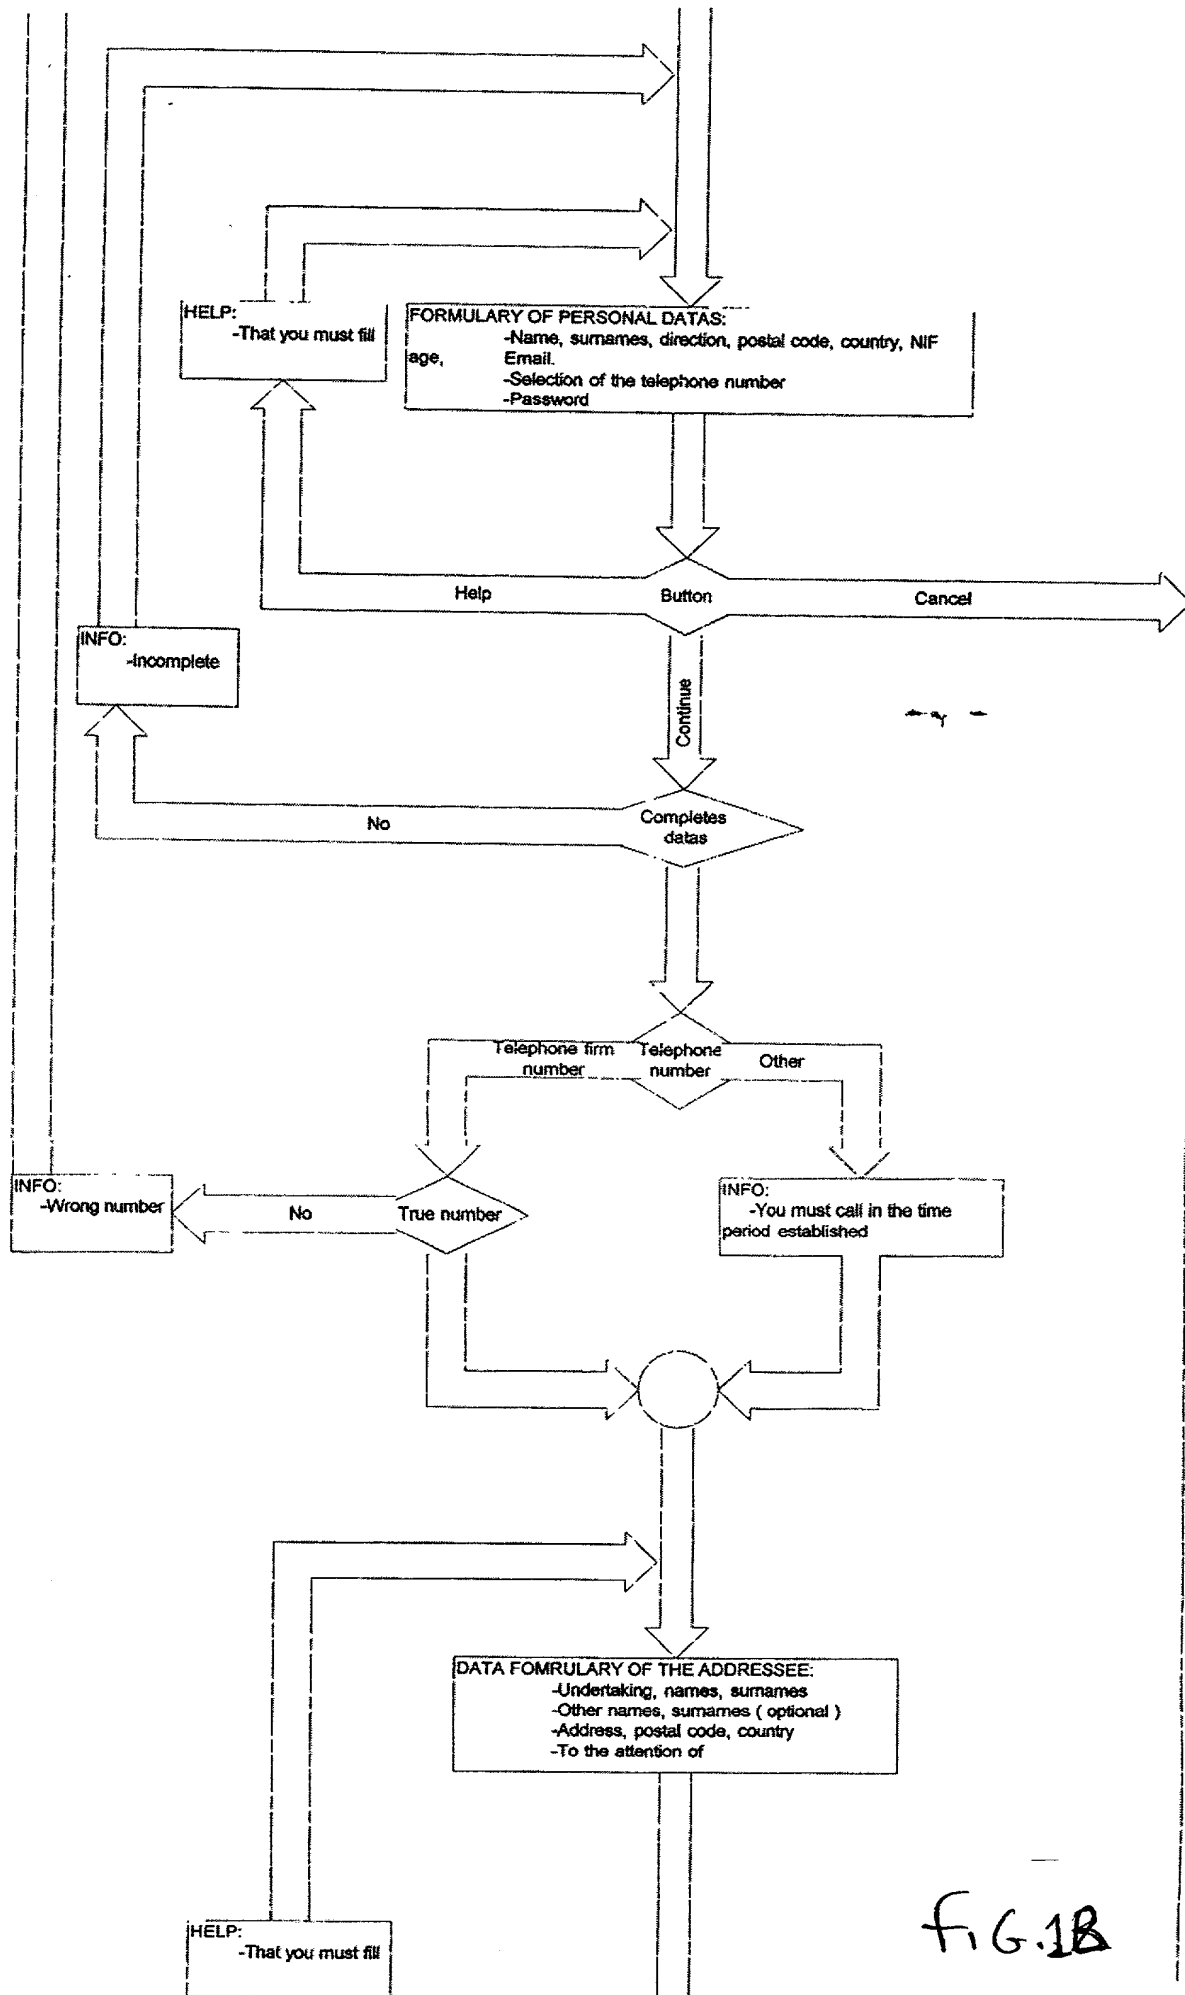 HELP:
-That you must fill
FORMULARY OF PERSONAL DATAS:
-Name, surnames, direction, postal code, country, NIF
age, Email.
-Selection of the telephone number
-Password
Help
Button
Cancel
INFO:
-Incomplete
Continue
No
Completes
datas
Telephone firm
number
Telephone
number
Other
INFO:
-Wrong number
No
True number
INFO:
-You must call in the time
period established
DATA FOMRULARY OF THE ADDRESSEE:
-Undertaking, names, surnames
-Other names, surnames ( optional )
-Address, postal code, country
-To the attention of
HELP:
-That you must fill
FIG.1B